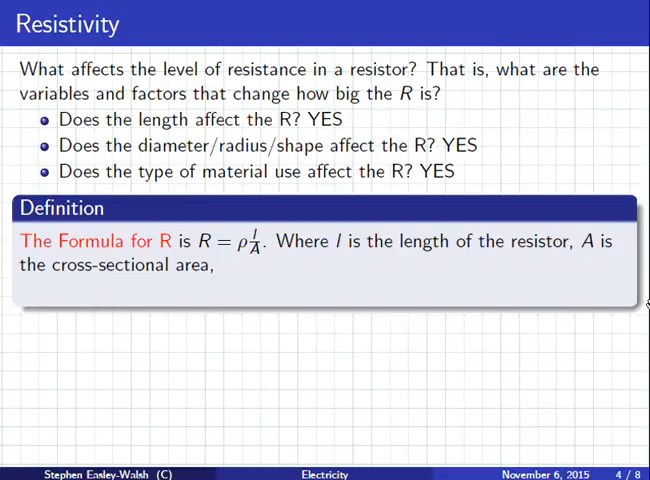 Resistivity
What affects the level of resistance in a resistor? That is, what are the
variables and factors that change how big the R is?
Does the length affect the R? YES
Does the diameter/radius/shape affect the R? YES
Does the type of material use affect the R? YES
Definition
The Formula for R is R = ρ l/A. Where l is the length of the resistor, A is
the cross-sectional area,
Stephen Easley-Walsh (C) Electricity November 6, 2015 4 / 8